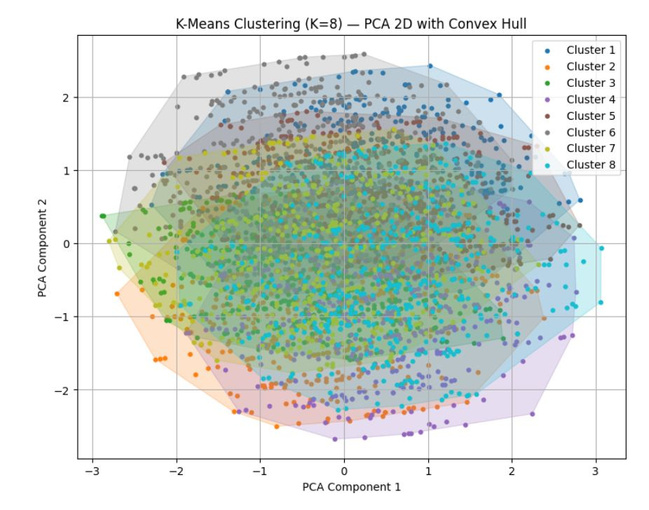 K-Means Clustering (K=8) — PCA 2D with Convex Hull
Cluster 1
Cluster 2
Cluster 3
Cluster 4
Cluster 5
Cluster 6
Cluster 7
Cluster 8
PCA Component 2
2
1
0
−1
−2
−3
−2
−1
0
1
2
3
PCA Component 1